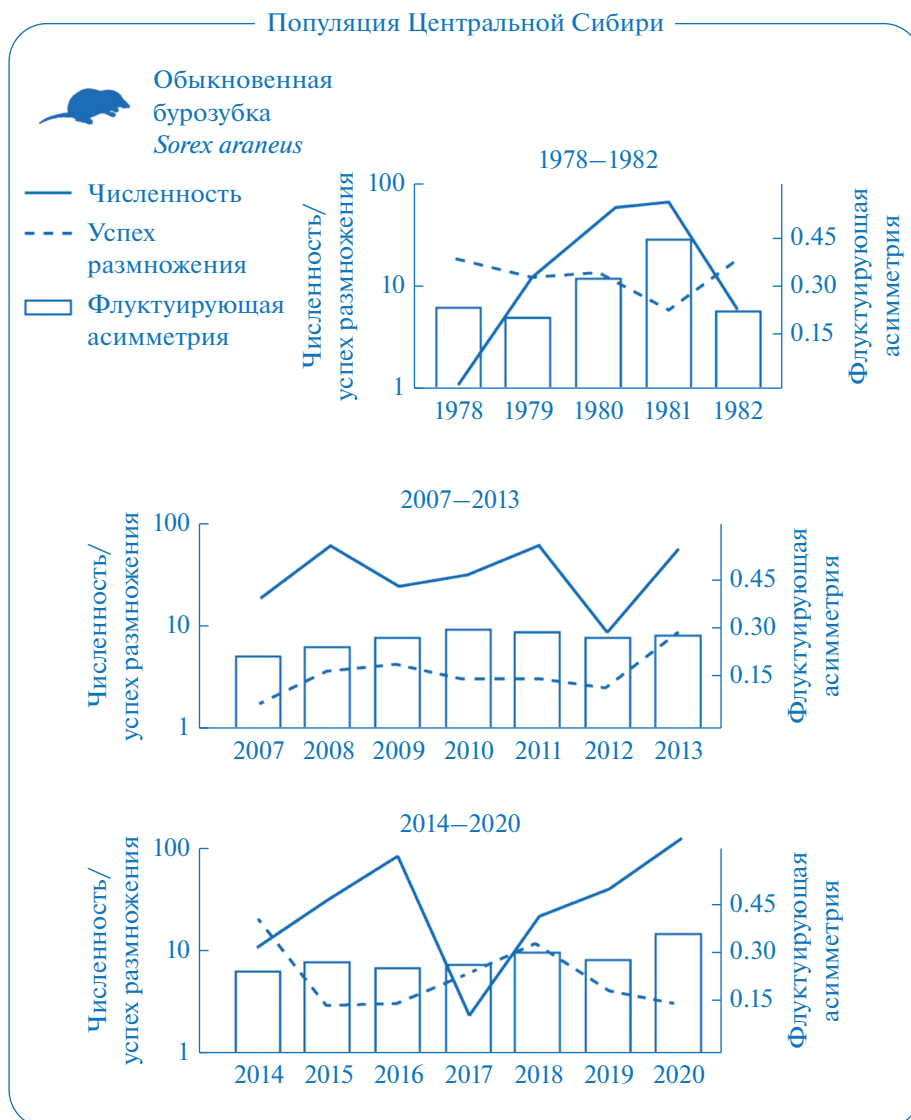 Популяция Центральной Сибири
Обыкновенная
бурозубка
Sorex araneus
Численность
Успех
размножения
Флуктуирующая
асимметрия
1978–1982
Численность/
успех размножения
100
10
1
0.45
0.30
0.15
Флуктуирующая
асимметрия
1978 1979 1980 1981 1982
2007–2013
Численность/
успех размножения
100
10
1
0.45
0.30
0.15
Флуктуирующая
асимметрия
2007 2008 2009 2010 2011 2012 2013
2014–2020
Численность/
успех размножения
100
10
1
0.45
0.30
0.15
Флуктуирующая
асимметрия
2014 2015 2016 2017 2018 2019 2020